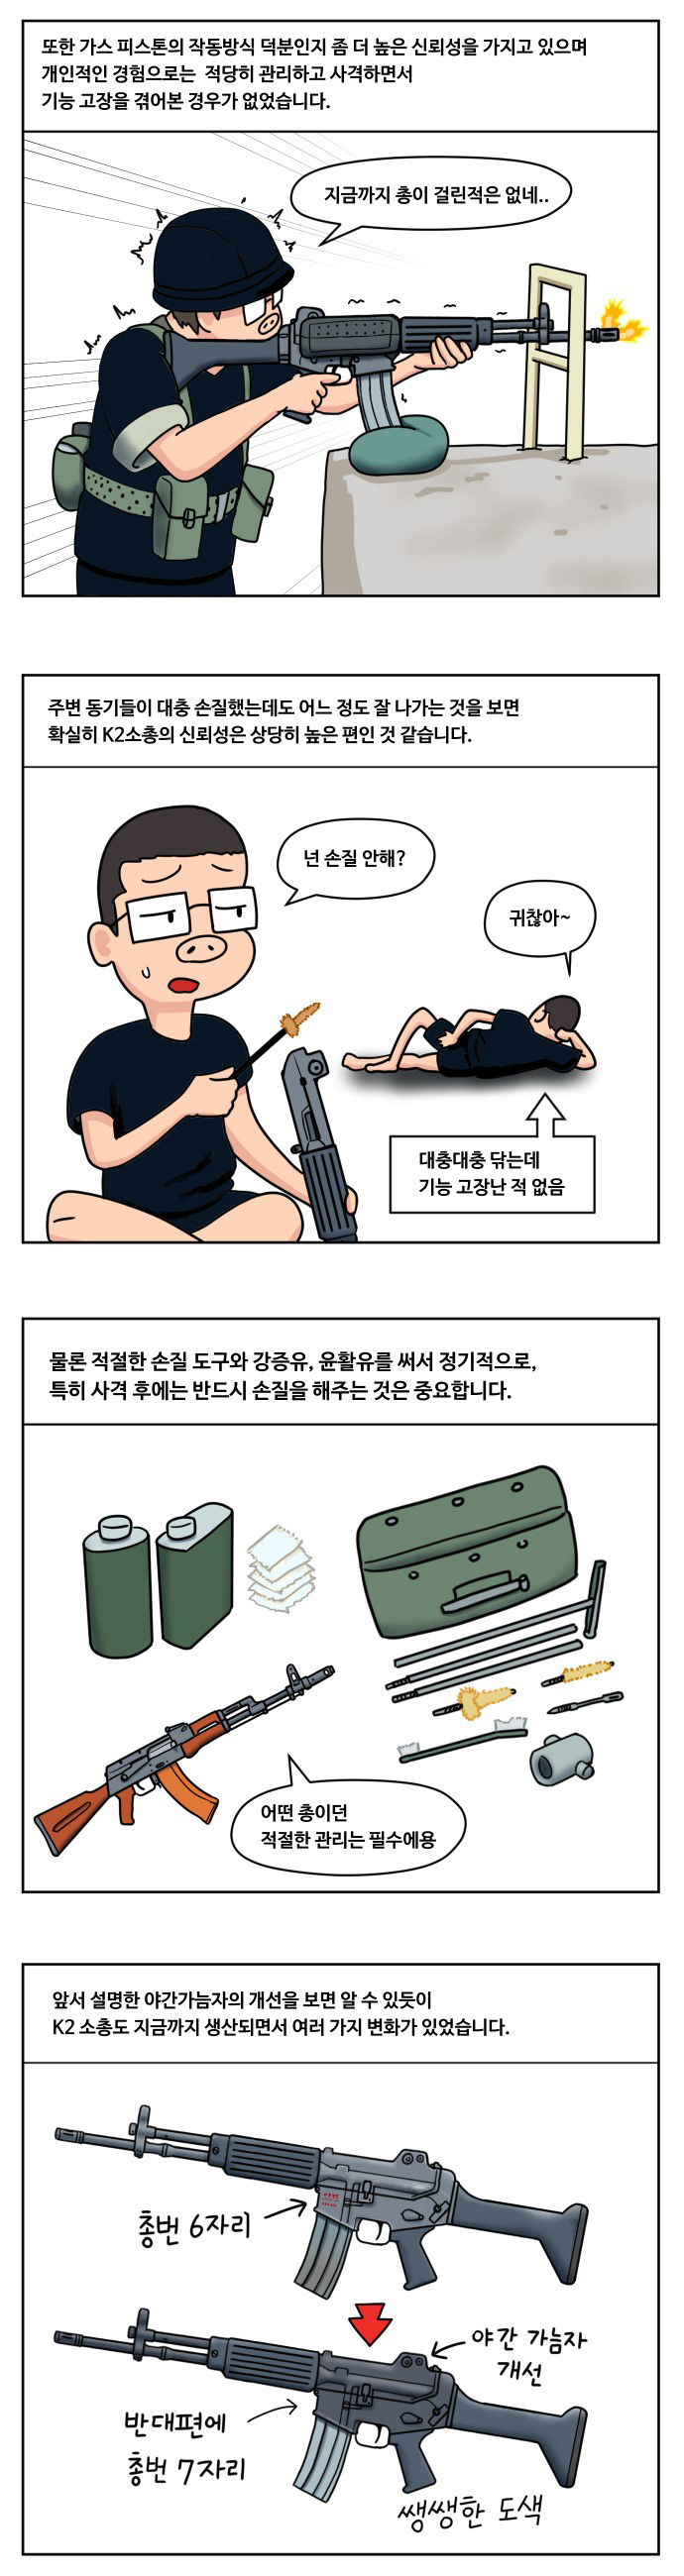 또한 가스 피스톤의 작동방식 덕분인지 좀 더 높은 신뢰성을 가지고 있으며
개인적인 경험으로는 적당히 관리하고 사격하면서
기능 고장을 겪어본 경우가 없었습니다.
지금까지 총이 걸린적은 없네..
주변 동기들이 대충 손질했는데도 어느 정도 잘 나가는 것을 보면
확실히 K2소총의 신뢰성은 상당히 높은 편인 것 같습니다.
넌 손질 안해?
귀찮아~
대충대충 닦는데
기능 고장난 적 없음
물론 적절한 손질 도구와 강증유, 윤활유를 써서 정기적으로,
특히 사격 후에는 반드시 손질을 해주는 것은 중요합니다.
어떤 총이던
적절한 관리는 필수에용
앞서 설명한 야간가늠자의 개선을 보면 알 수 있듯이
K2 소총도 지금까지 생산되면서 여러 가지 변화가 있었습니다.
총번 6자리
야간 가늠자
개선
반대편에
총번 7자리
쌩쌩한 도색